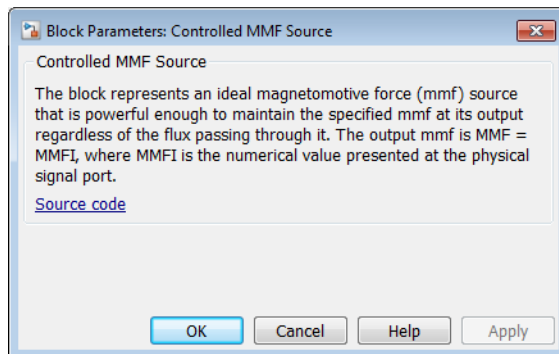 Block Parameters: Controlled MMF Source
Controlled MMF Source
The block represents an ideal magnetomotive force (mmf) source
that is powerful enough to maintain the specified mmf at its output
regardless of the flux passing through it. The output mmf is MMF =
MMFI, where MMFI is the numerical value presented at the physical
signal port.
Source code
OK Cancel Help Apply